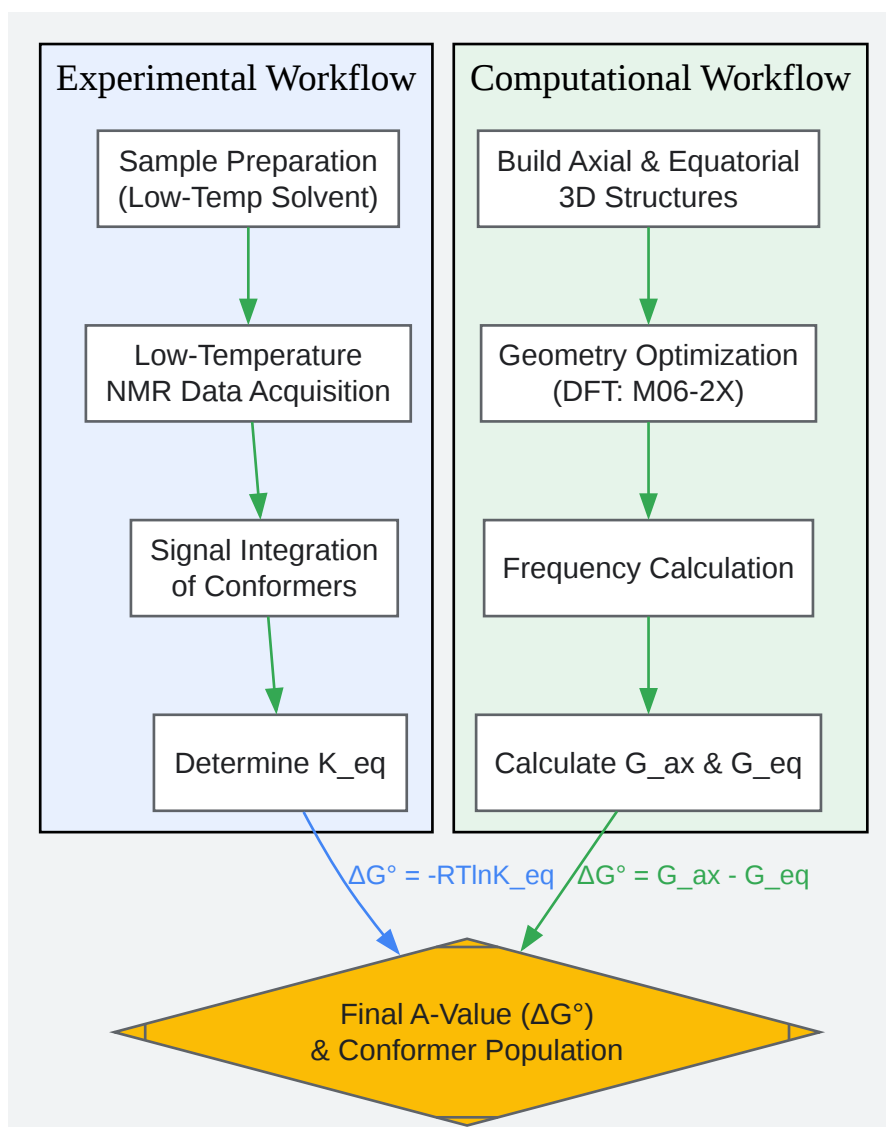 Experimental Workflow
Sample Preparation
(Low-Temp Solvent)
Low-Temperature
NMR Data Acquisition
Signal Integration
of Conformers
Determine K_eq
ΔG° = -RTlnK_eq
Computational Workflow
Build Axial & Equatorial
3D Structures
Geometry Optimization
(DFT: M06-2X)
Frequency Calculation
Calculate G_ax & G_eq
ΔG° = G_ax - G_eq
Final A-Value (ΔG°)
& Conformer Population